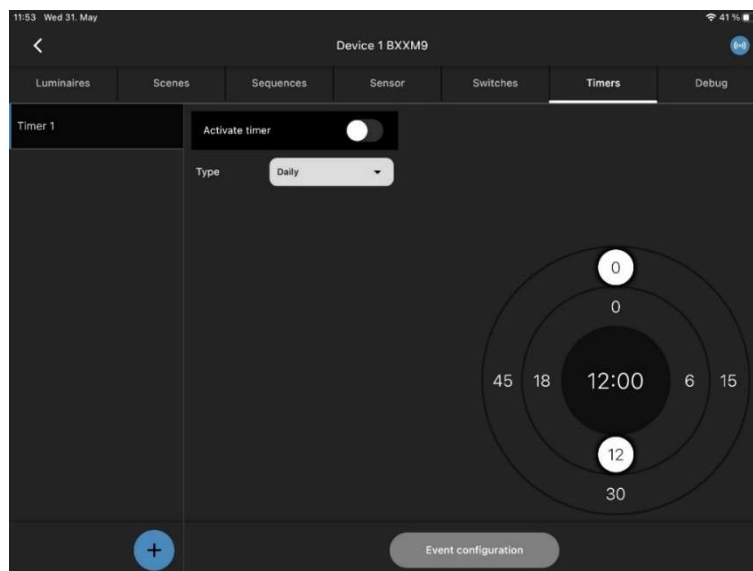 11:53 Wed 31. May
41 %
Device 1 BXXM9
Luminaires Scenes Sequences Sensor Switches Timers Debug
Timer 1
Activate timer
Type Daily
0
0
45 18 12:00 6 15
12
30
+
Event configuration